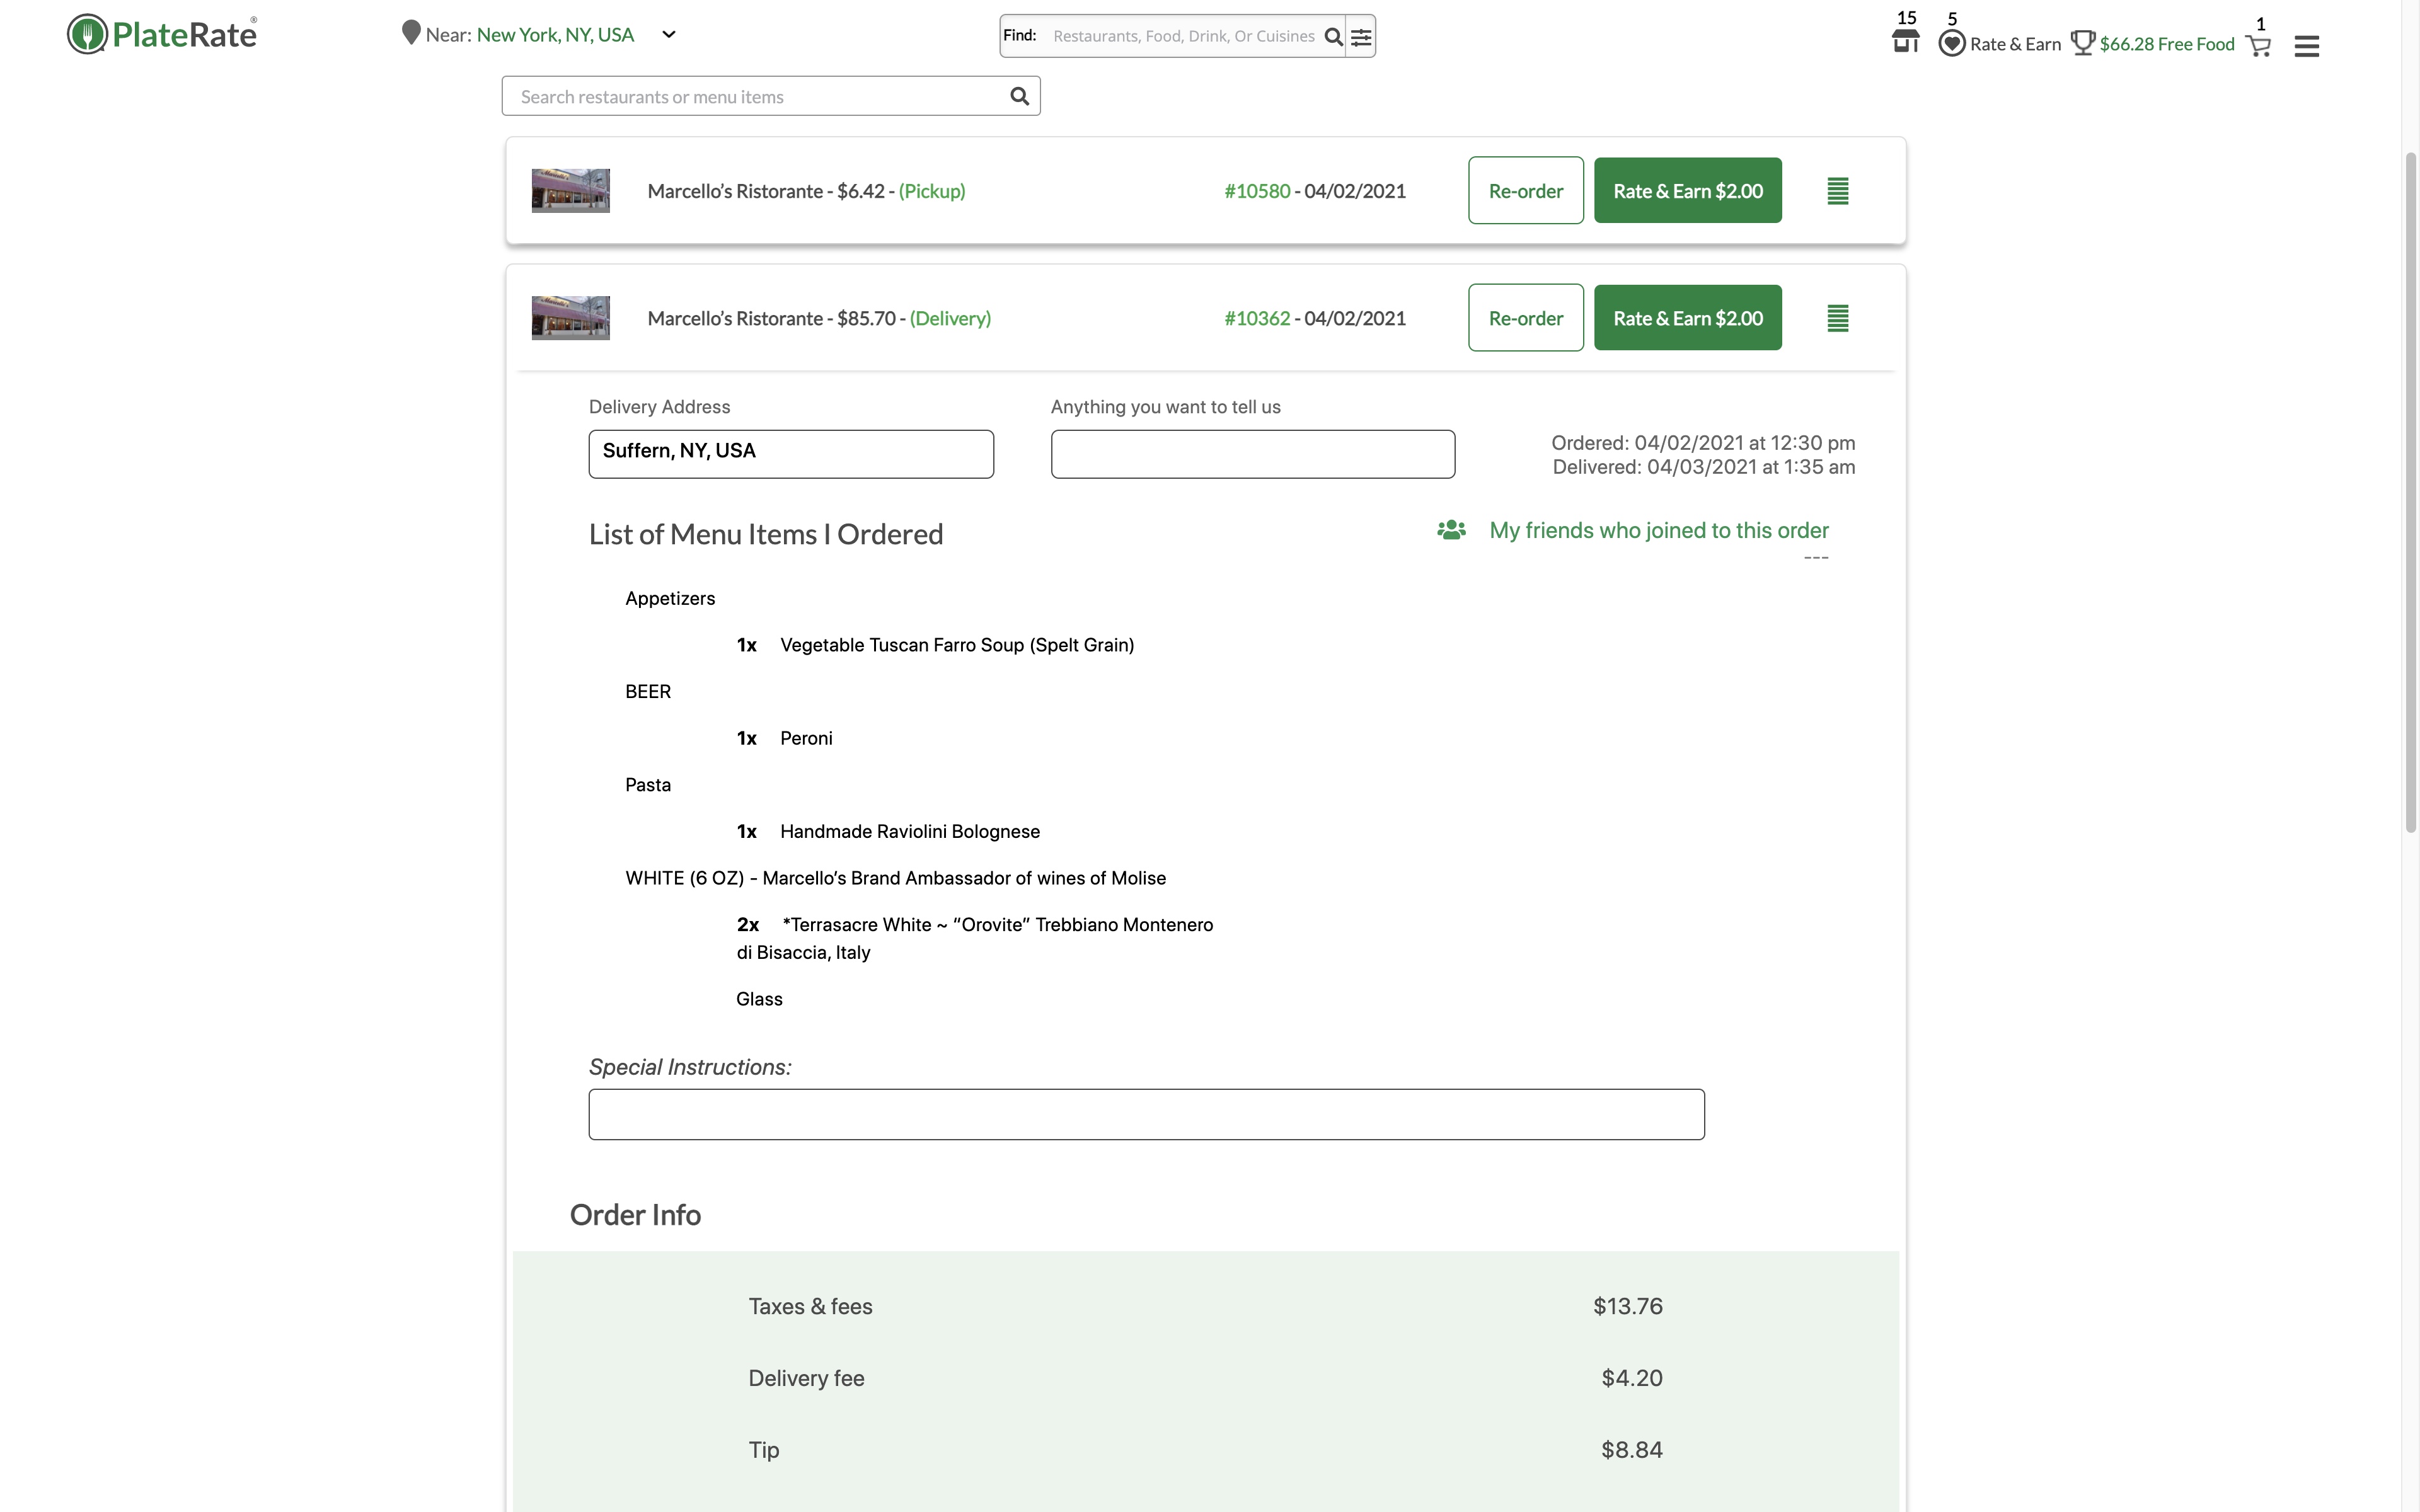 PlateRate®
Near: New York, NY, USA
Find: Restaurants, Food, Drink, Or Cuisines
15
5
Rate & Earn
$66.28 Free Food
1
Search restaurants or menu items
Marcello’s Ristorante - $6.42 - (Pickup)
#10580 - 04/02/2021
Re-order
Rate & Earn $2.00
Marcello’s Ristorante - $85.70 - (Delivery)
#10362 - 04/02/2021
Re-order
Rate & Earn $2.00
Delivery Address
Suffern, NY, USA
Anything you want to tell us
Ordered: 04/02/2021 at 12:30 pm
Delivered: 04/03/2021 at 1:35 am
List of Menu Items I Ordered
My friends who joined to this order
---
Appetizers
1x Vegetable Tuscan Farro Soup (Spelt Grain)
BEER
1x Peroni
Pasta
1x Handmade Raviolini Bolognese
WHITE (6 OZ) - Marcello’s Brand Ambassador of wines of Molise
2x *Terrasacre White ~ “Orovite” Trebbiano Montenero
di Bisaccia, Italy
Glass
Special Instructions:
Order Info
Taxes & fees $13.76
Delivery fee $4.20
Tip $8.84